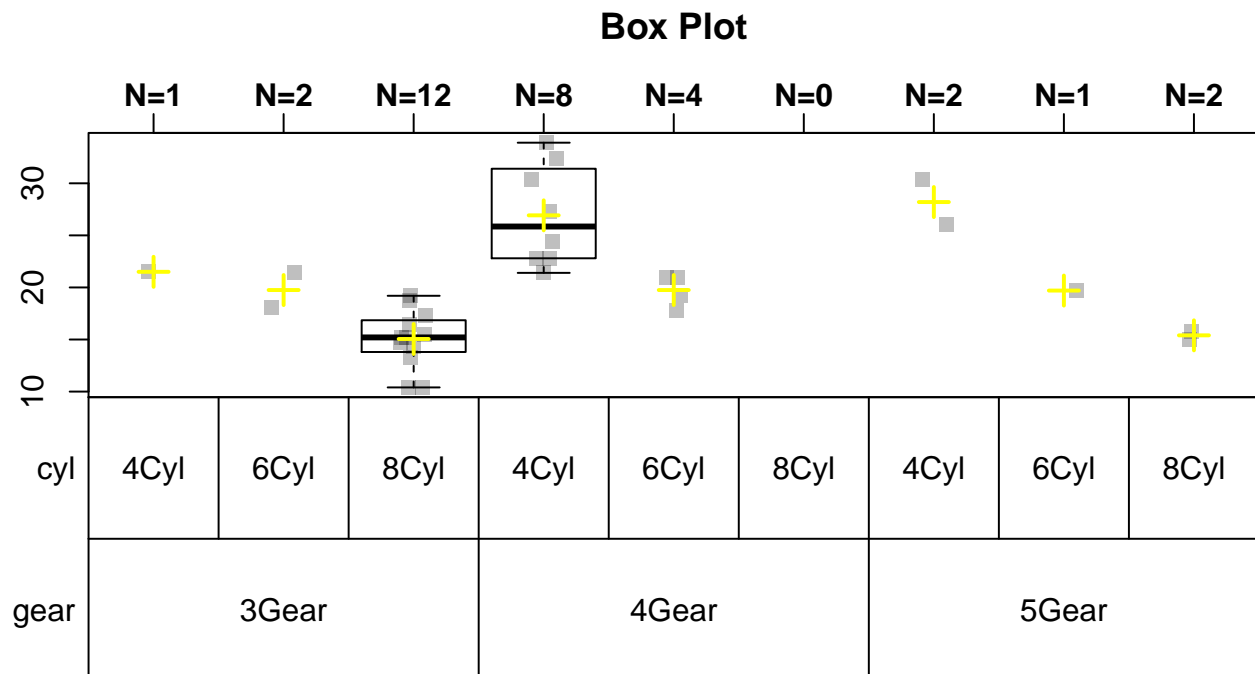 Box Plot
N=1 N=2 N=12 N=8 N=4 N=0 N=2 N=1 N=2
30
20
10
cyl 4Cyl 6Cyl 8Cyl 4Cyl 6Cyl 8Cyl 4Cyl 6Cyl 8Cyl
gear 3Gear 4Gear 5Gear